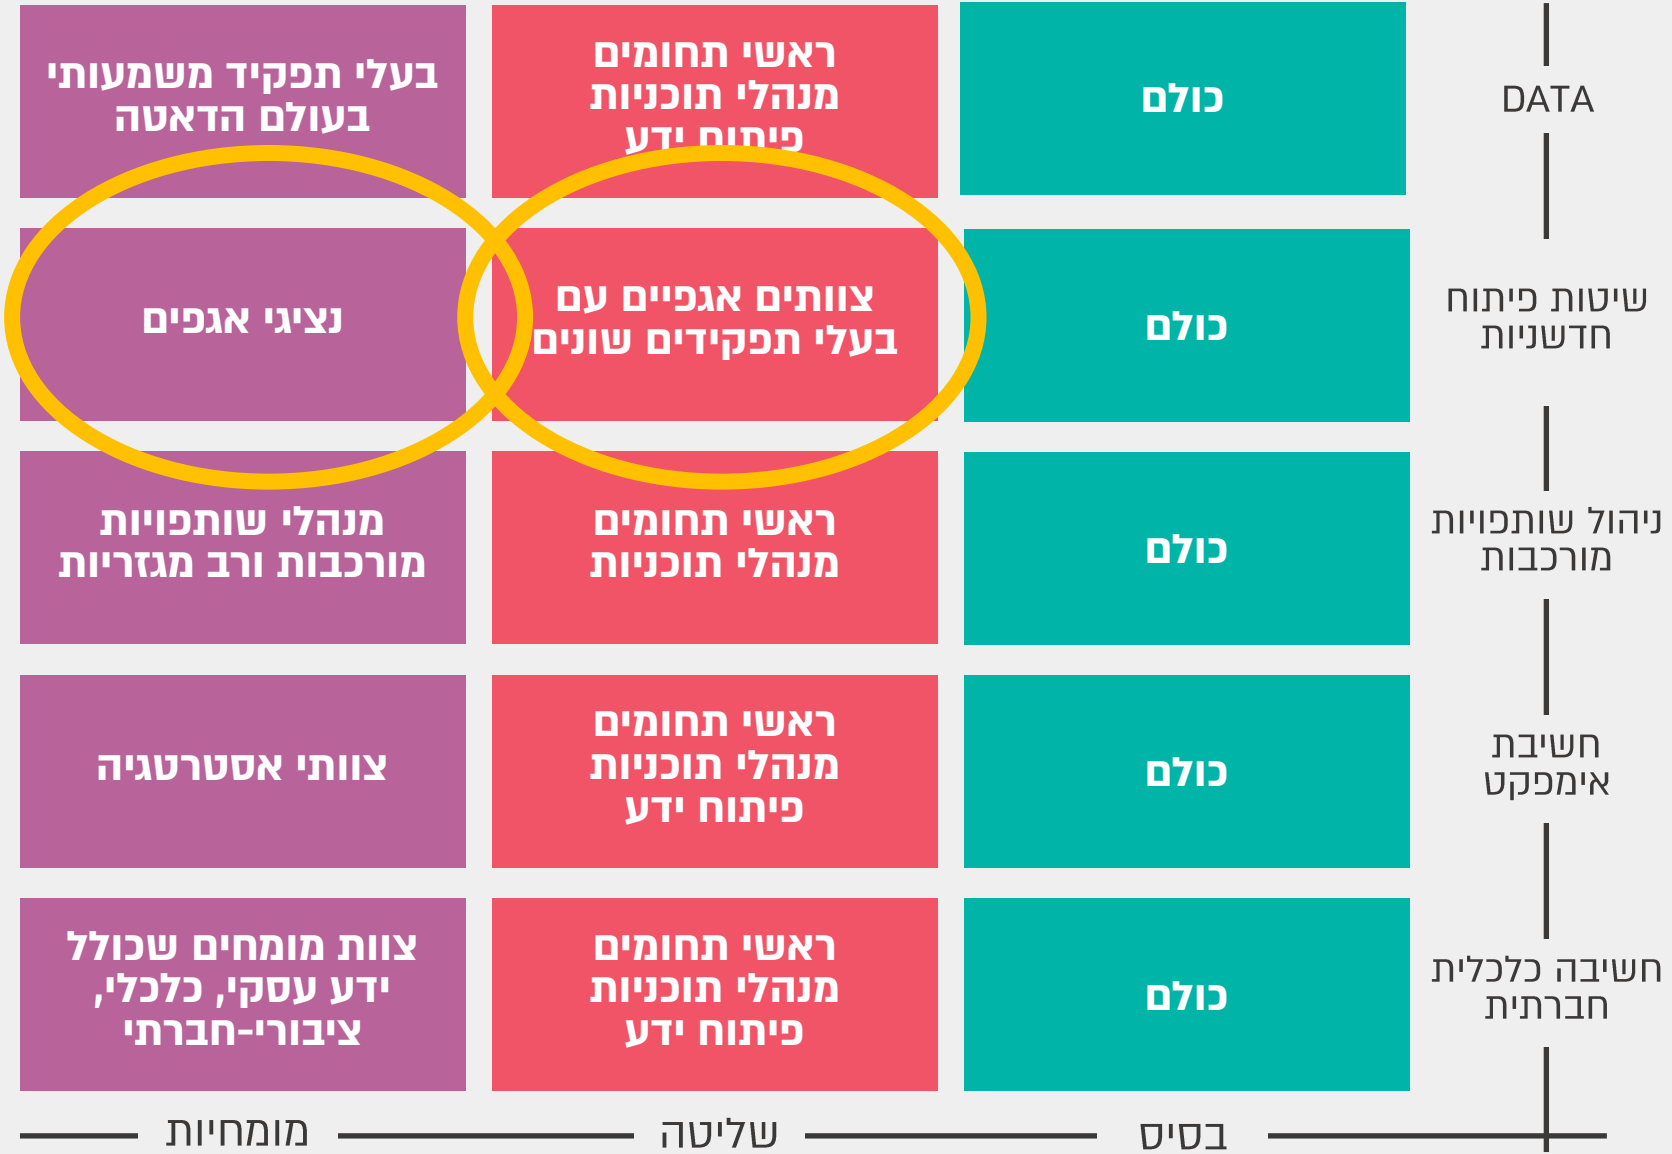 DATA
כולם
ראשי תחומים
מנהלי תוכניות
פיתוח ידע
בעלי תפקיד משמעותי
בעולם הדאטה
שיטות פיתוח
חדשניות
כולם
צוותים אגפיים עם
בעלי תפקידים שונים
נציגי אגפים
ניהול שותפויות
מורכבות
כולם
ראשי תחומים
מנהלי תוכניות
מנהלי שותפויות
מורכבות ורב מגזריות
חשיבת
אימפקט
כולם
ראשי תחומים
מנהלי תוכניות
פיתוח ידע
צוותי אסטרטגיה
חשיבה כלכלית
חברתית
כולם
ראשי תחומים
מנהלי תוכניות
פיתוח ידע
צוות מומחים שכולל
ידע עסקי, כלכלי,
ציבורי-חברתי
בסיס
שליטה
מומחיות